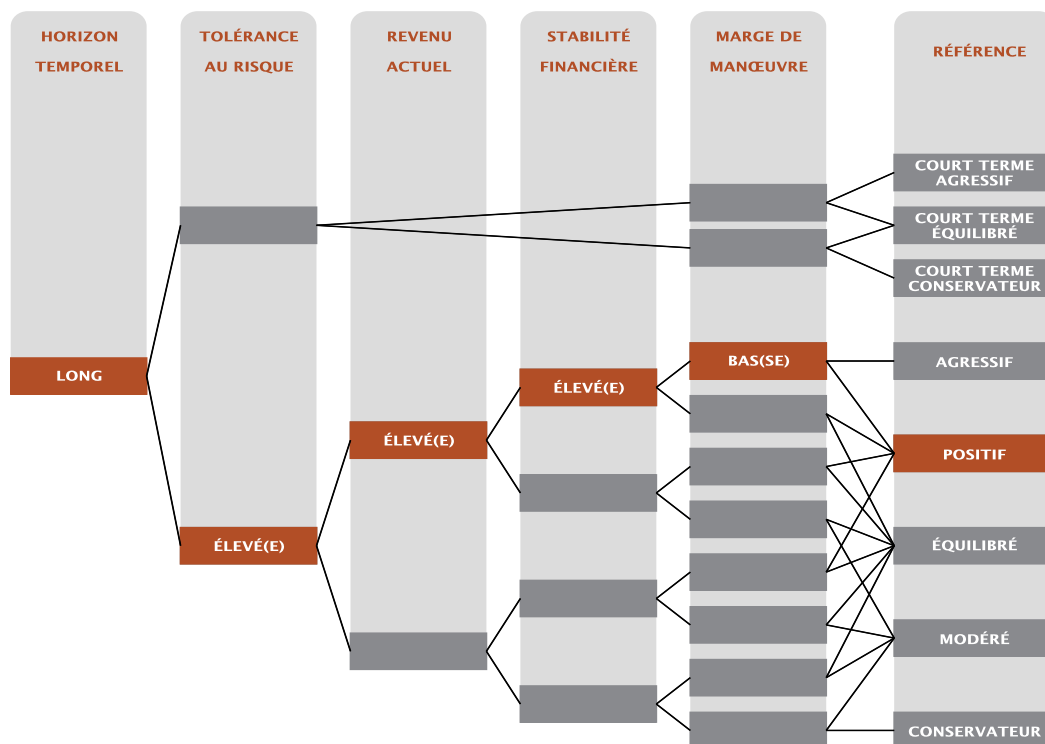 HORIZON
TEMPOREL
TOLÉRANCE
AU RISQUE
REVENU
ACTUEL
STABILITÉ
FINANCIÈRE
MARGE DE
MANŒUVRE
RÉFÉRENCE
COURT TERME
AGRESSIF
COURT TERME
ÉQUILIBRÉ
COURT TERME
CONSERVATEUR
LONG
BAS(SE)
AGRESSIF
ÉLEVÉ(E)
ÉLEVÉ(E)
POSITIF
ÉLEVÉ(E)
ÉQUILIBRÉ
MODÉRÉ
CONSERVATEUR